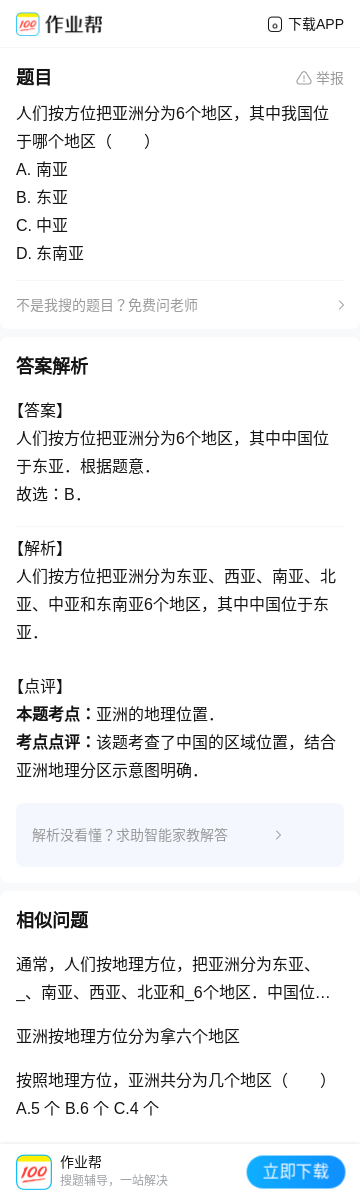 作业帮
下载APP
题目
举报
人们按方位把亚洲分为6个地区，其中我国位
于哪个地区（　　）
A. 南亚
B. 东亚
C. 中亚
D. 东南亚
不是我搜的题目？免费问老师
答案解析
【答案】
人们按方位把亚洲分为6个地区，其中中国位
于东亚．根据题意．
故选：B．
【解析】
人们按方位把亚洲分为东亚、西亚、南亚、北
亚、中亚和东南亚6个地区，其中中国位于东
亚．
【点评】
本题考点：亚洲的地理位置．
考点点评：该题考查了中国的区域位置，结合
亚洲地理分区示意图明确．
解析没看懂？求助智能家教解答
相似问题
通常，人们按地理方位，把亚洲分为东亚、
_、南亚、西亚、北亚和_6个地区．中国位…
亚洲按地理方位分为拿六个地区
按照地理方位，亚洲共分为几个地区（　　）
A.5 个 B.6 个 C.4 个
100
作业帮
搜题辅导，一站解决
立即下载